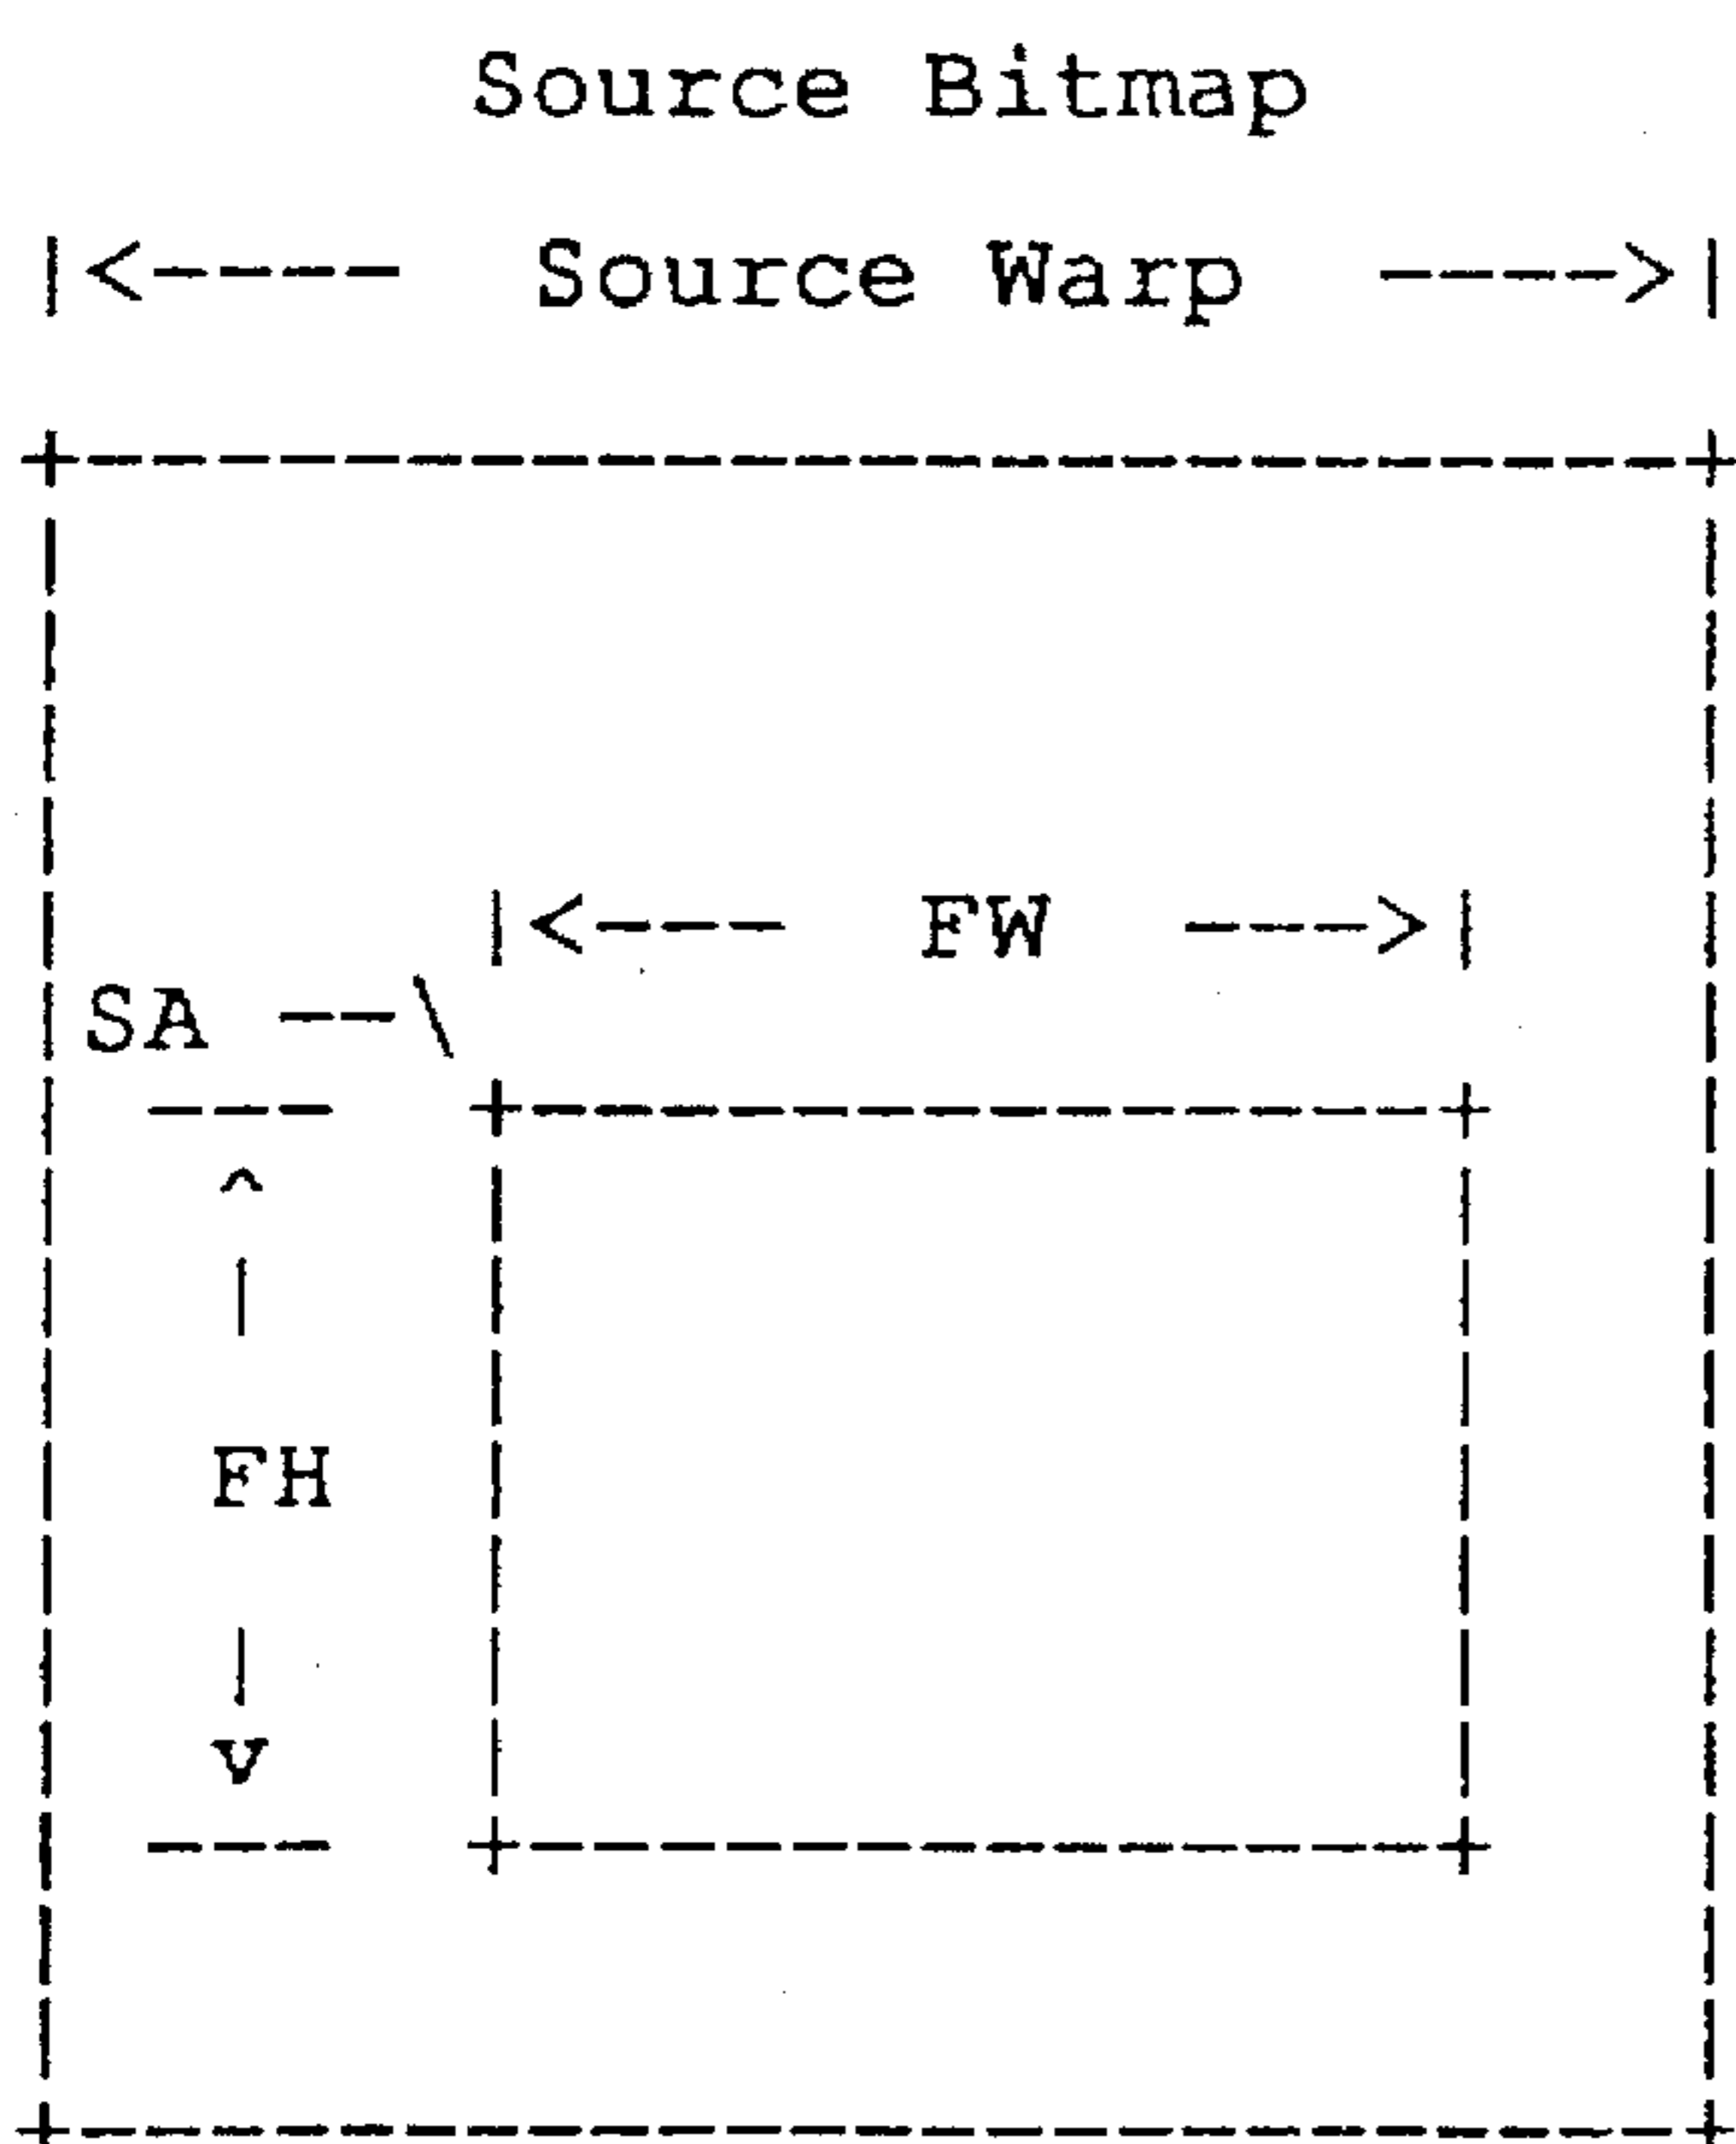 Source Bitmap
|<---- Source Warp ---->|
|<--- FW --->|
SA --\
FH